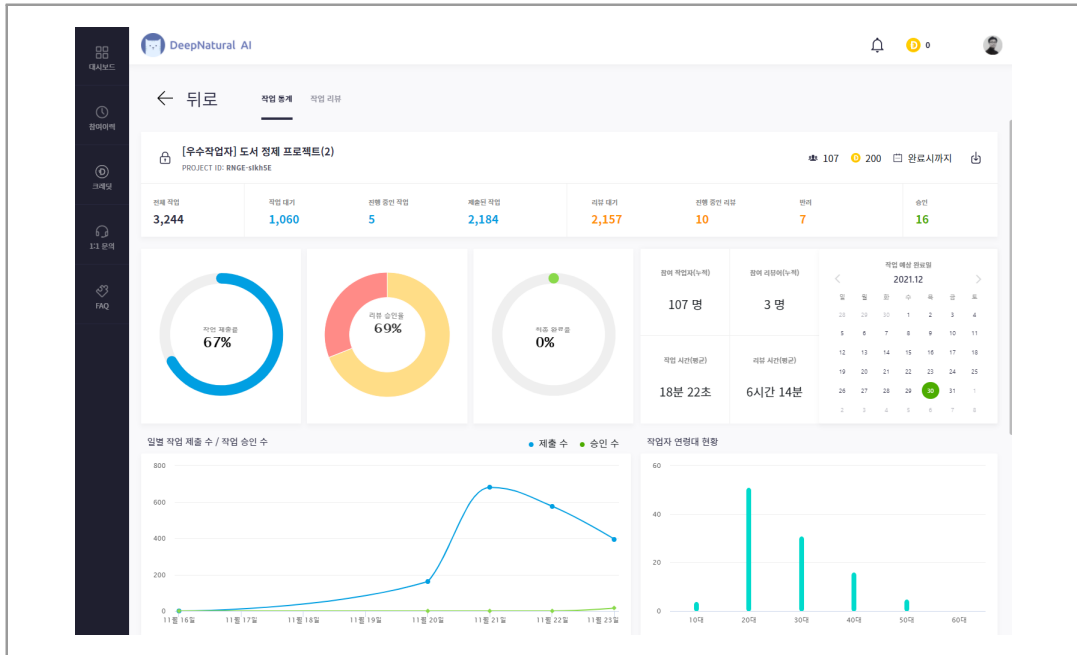 DeepNatural AI
0
대시보드
참여이력
크레딧
1:1 문의
FAQ
뒤로
작업 통계
작업 리뷰
[우수작업자] 도서 정제 프로젝트(2)
PROJECT ID: RNGE-sIkhSE
107
200
완료시까지
전체 작업
3,244
작업 대기
1,060
진행 중인 작업
5
제출된 작업
2,184
리뷰 대기
2,157
진행 중인 리뷰
10
반려
7
승인
16
작업 제출율
67%
리뷰 승인율
69%
최종 완료율
0%
참여 작업자(누적)
107 명
참여 리뷰어(누적)
3 명
작업 시간(평균)
18분 22초
리뷰 시간(평균)
6시간 14분
작업 예상 완료일
2021.12
일 월 화 수 목 금 토
28 29 30 1 2 3 4
5 6 7 8 9 10 11
12 13 14 15 16 17 18
19 20 21 22 23 24 25
26 27 28 29 30 31 1
2 3 4 5 6 7 8
일별 작업 제출 수 / 작업 승인 수
제출 수
승인 수
800
600
400
200
0
11월 16일 11월 17일 11월 18일 11월 19일 11월 20일 11월 21일 11월 22일 11월 23일
작업자 연령대 현황
60
40
20
0
10대 20대 30대 40대 50대 60대